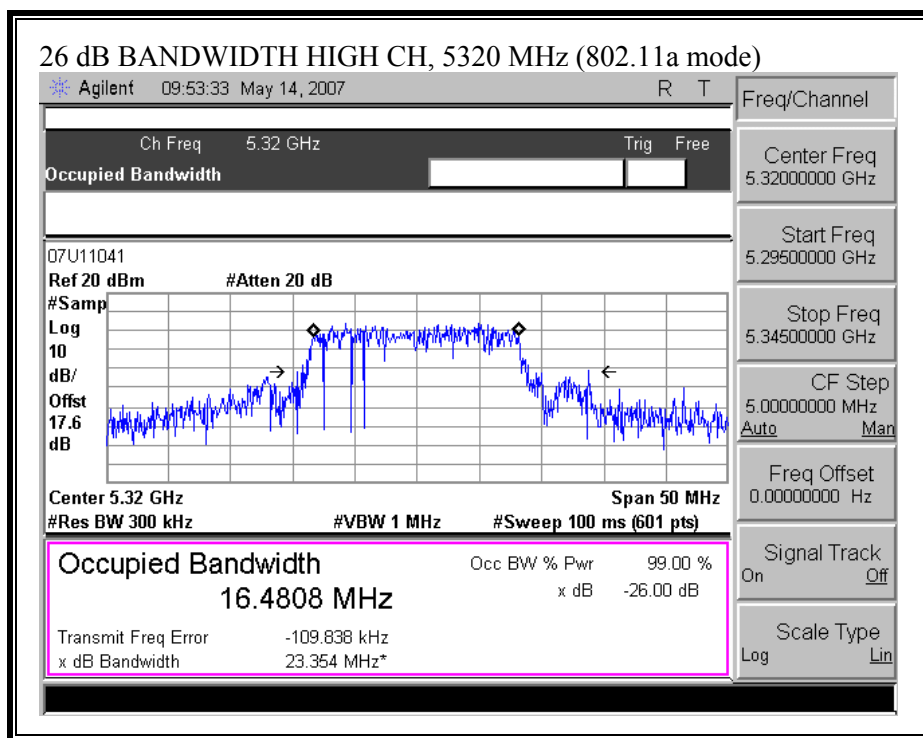 26 dB BANDWIDTH HIGH CH, 5320 MHz (802.11a mode)
Agilent 09:53:33 May 14, 2007 R T
Freq/Channel
Ch Freq 5.32 GHz Trig Free
Occupied Bandwidth
Center Freq
5.32000000 GHz
Start Freq
5.29500000 GHz
Stop Freq
5.34500000 GHz
CF Step
5.00000000 MHz
Auto Man
Freq Offset
0.00000000 Hz
Signal Track
On Off
Scale Type
Log Lin
07U11041
Ref 20 dBm #Atten 20 dB
#Samp
Log
10
dB/
Offst
17.6
dB
Center 5.32 GHz Span 50 MHz
#Res BW 300 kHz #VBW 1 MHz #Sweep 100 ms (601 pts)
Occupied Bandwidth
16.4808 MHz
Occ BW % Pwr 99.00 %
x dB -26.00 dB
Transmit Freq Error -109.838 kHz
x dB Bandwidth 23.354 MHz*